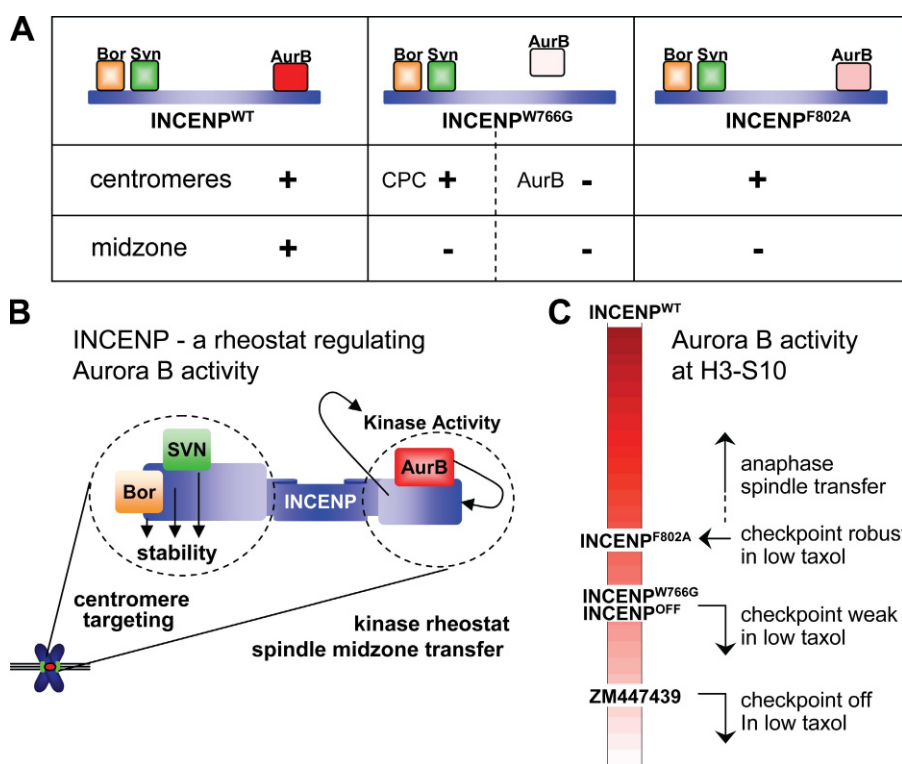 A
Bor Svn AurB
INCENP^WT
Bor Svn AurB
INCENP^W766G
Bor Svn AurB
INCENP^F802A
centromeres + CPC + AurB - +
midzone + - - -
B
INCENP - a rheostat regulating
Aurora B activity
Kinase Activity
SVN
AurB
Bor
INCENP
stability
centromere
targeting
kinase rheostat
spindle midzone transfer
C
INCENP^WT
Aurora B activity
at H3-S10
anaphase
spindle transfer
INCENP^F802A
checkpoint robust
in low taxol
INCENP^W766G
INCENP^OFF
checkpoint weak
in low taxol
ZM447439
checkpoint off
In low taxol